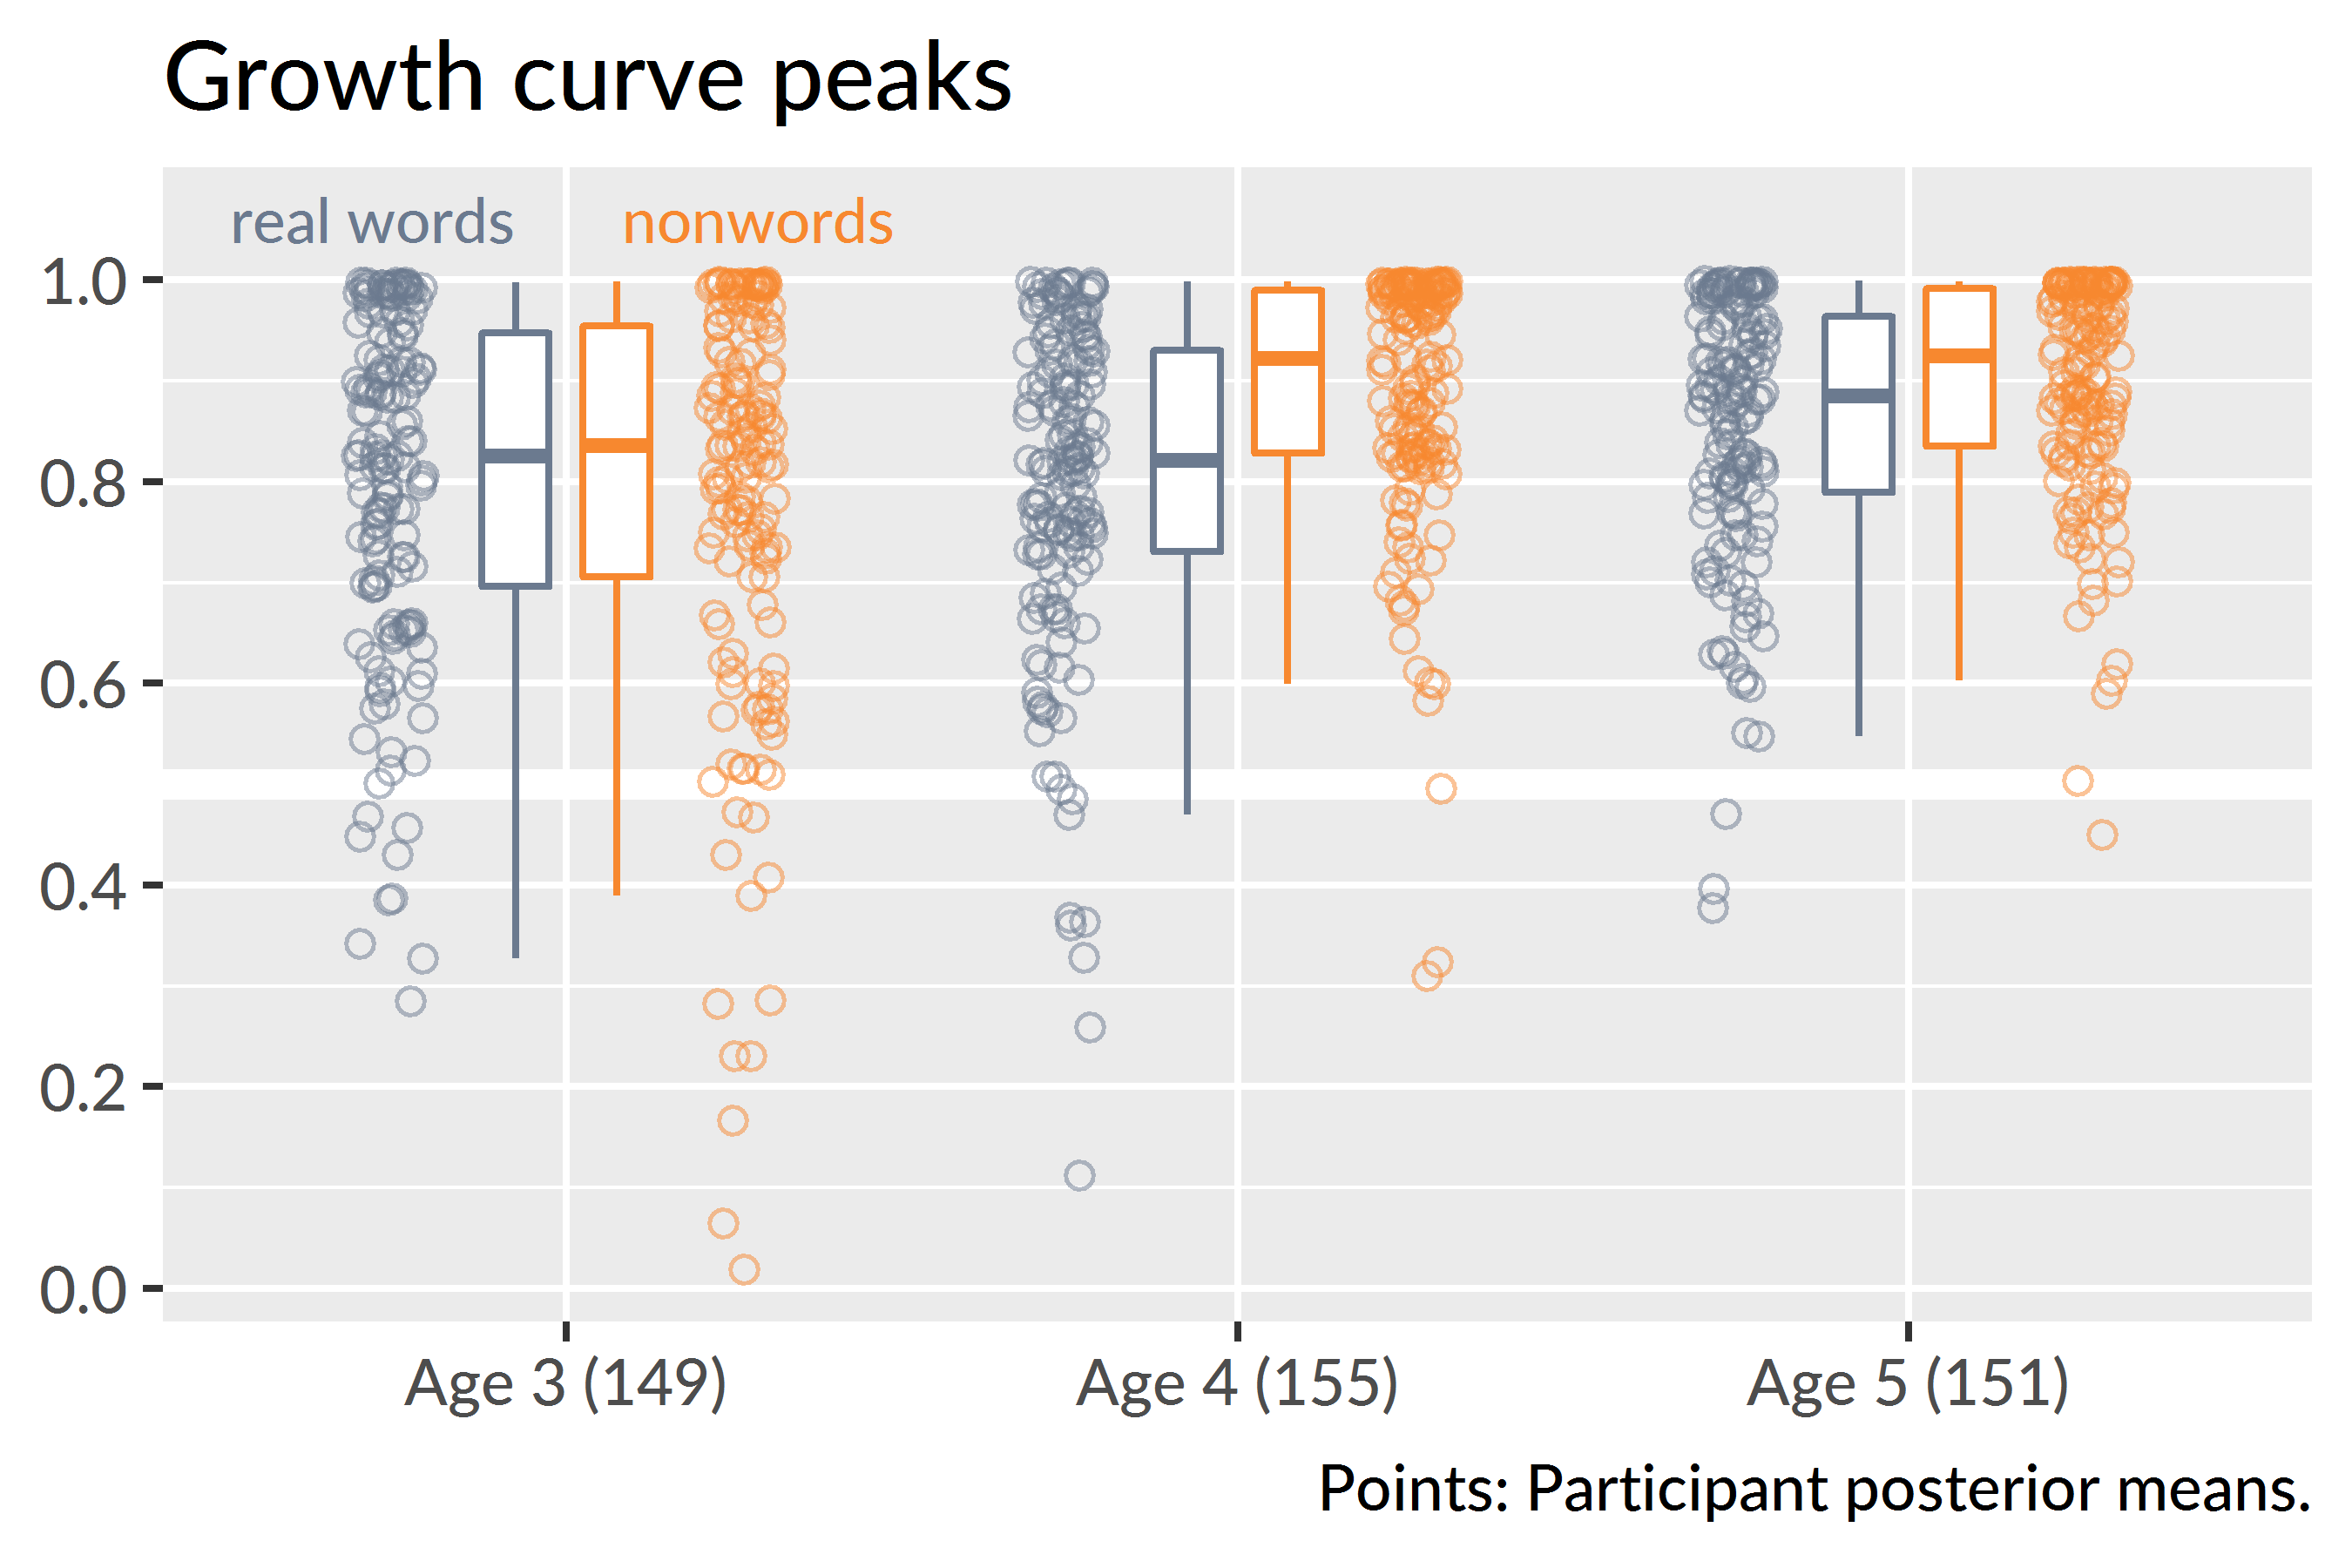 Growth curve peaks
real words nonwords
1.0
0.8
0.6
0.4
0.2
0.0
Age 3 (149) Age 4 (155) Age 5 (151)
Points: Participant posterior means.